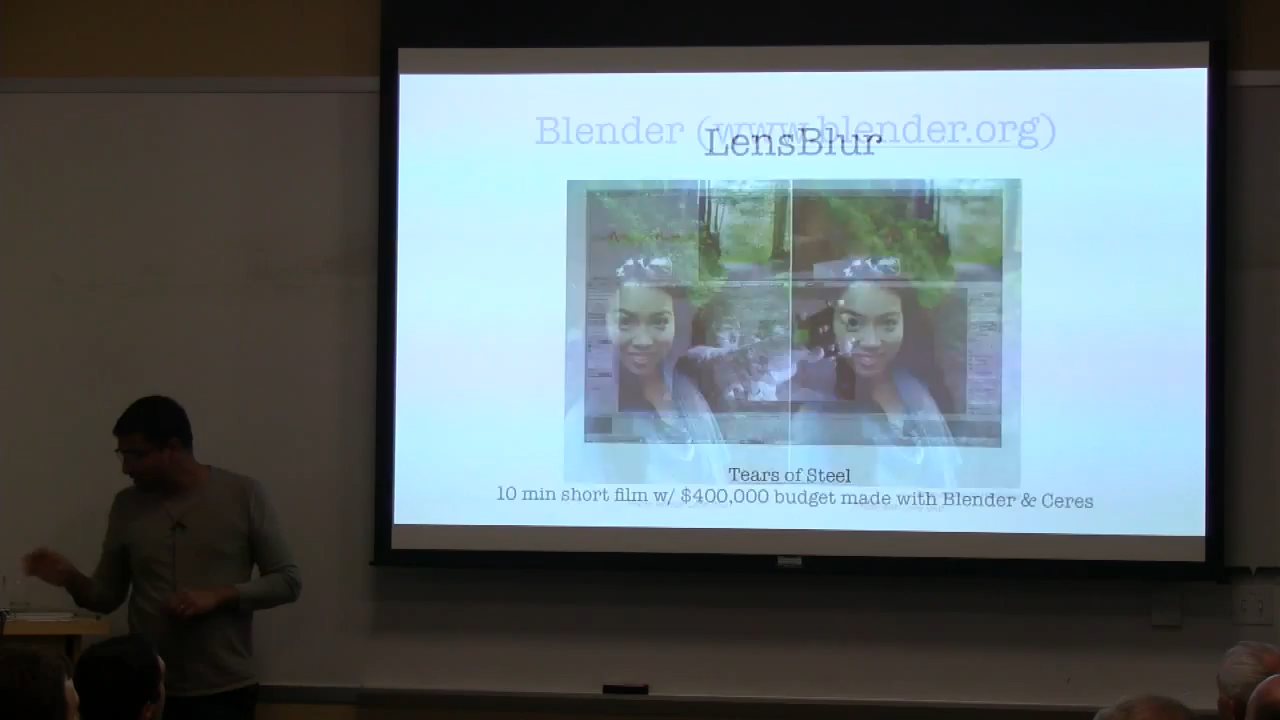 Blender (www.blender.org)
LensBlur
Tears of Steel
10 min short film w/ $400,000 budget made with Blender & Ceres